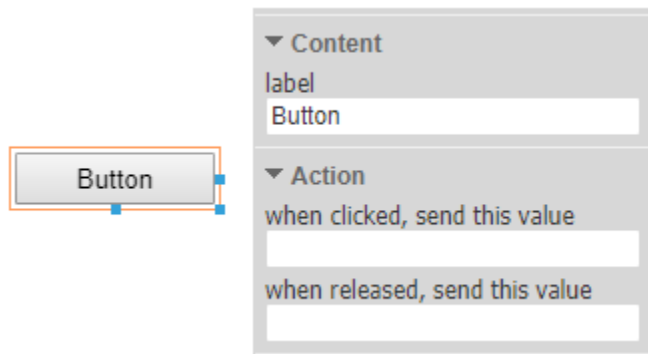 Button
Content
label
Button
Action
when clicked, send this value
when released, send this value